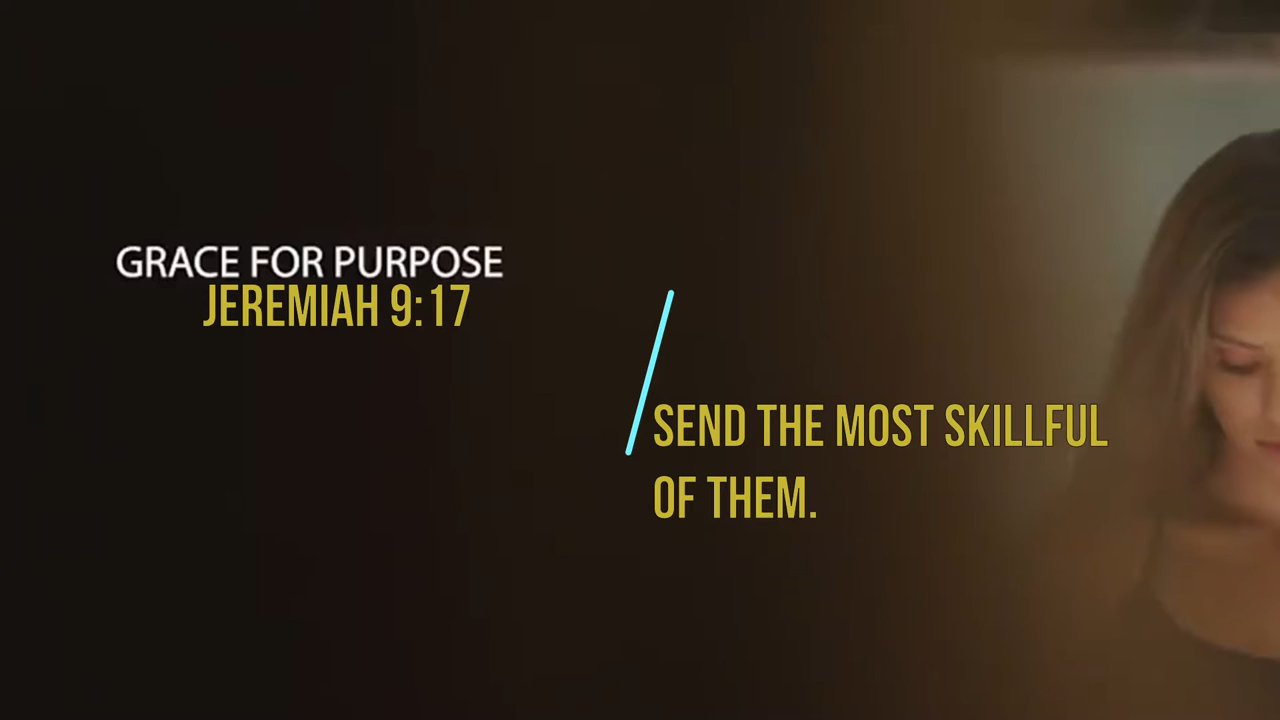 GRACE FOR PURPOSE
JEREMIAH 9:17
SEND THE MOST SKILLFUL
OF THEM.